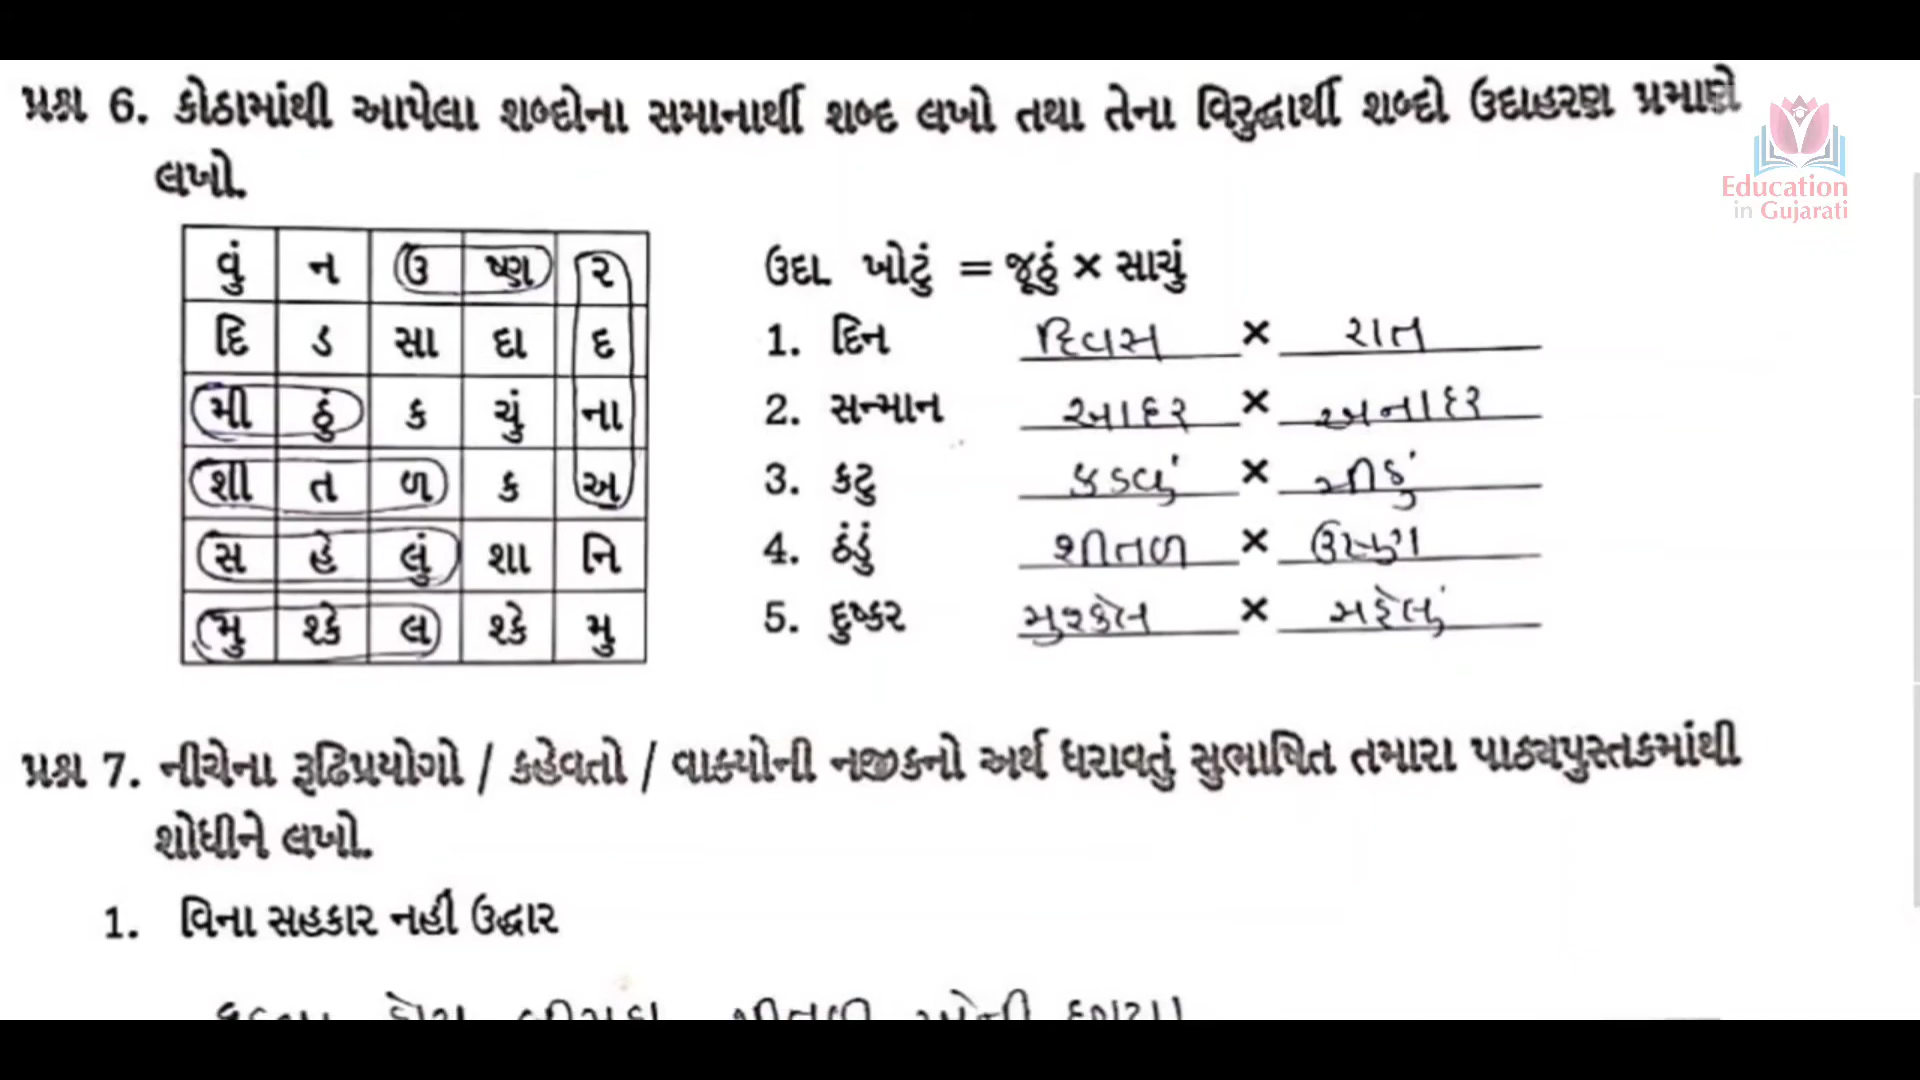 પ્રશ્ન 6. કોઠામાંથી આપેલા શબ્દોના સમાનાર્થી શબ્દ લખો તથા તેના વિરુદ્ધાર્થી શબ્દો ઉદાહરણ પ્રમાણે
લખો.
Education
in Gujarati
વું ન ઉ ષ્ણ ર
દિ ડ સા દા દ
મી ઠું ક ચું ના
શી ત ળ ક અ
સ હે લું શા નિ
મુ શ્કે લ શ્કે મુ
ઉદા. ખોટું = જૂઠું × સાચું
1. દિન દિવસ × રાત
2. સન્માન આદર × અનાદર
3. કટુ કડવું × મીઠું
4. ઠંડું શીતળ × ઉષ્ણ
5. દુષ્કર મુશ્કેલ × સહેલું
પ્રશ્ન 7. નીચેના રૂઢિપ્રયોગો / કહેવતો / વાક્યોની નજીકનો અર્થ ધરાવતું સુભાષિત તમારા પાઠ્યપુસ્તકમાંથી
શોધીને લખો.
1. વિના સહકાર નહીં ઉદ્ધાર